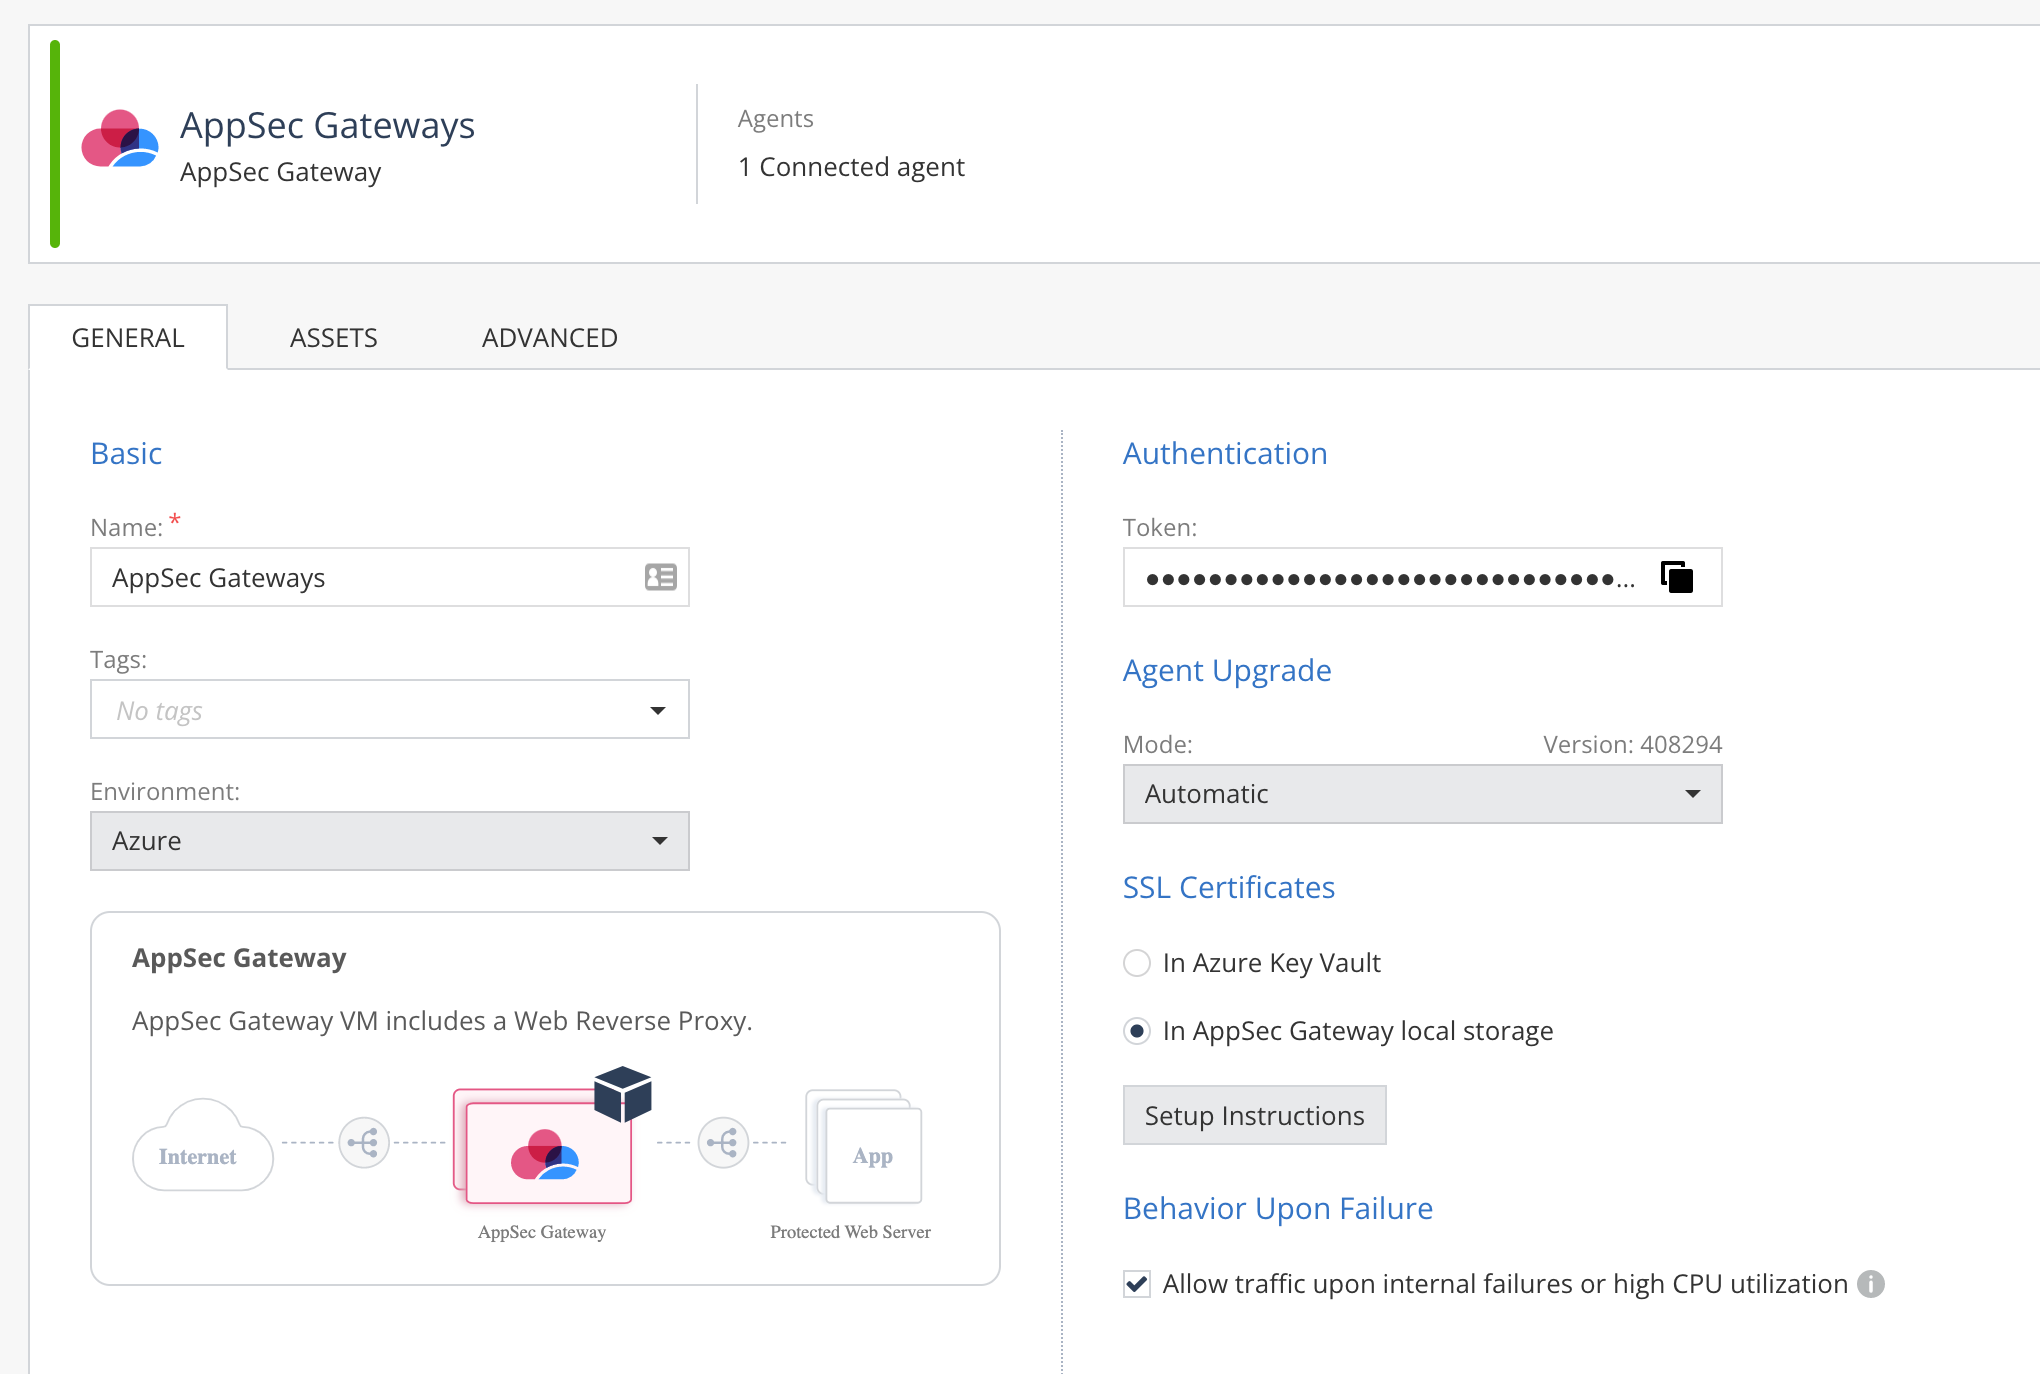 AppSec Gateways
AppSec Gateway
Agents
1 Connected agent
GENERAL
ASSETS
ADVANCED
Basic
Name: *
AppSec Gateways
Tags:
No tags
Environment:
Azure
AppSec Gateway
AppSec Gateway VM includes a Web Reverse Proxy.
Internet
App
AppSec Gateway
Protected Web Server
Authentication
Token:
••••••••••••••••••••••••••••••...
Agent Upgrade
Mode:
Version: 408294
Automatic
SSL Certificates
In Azure Key Vault
In AppSec Gateway local storage
Setup Instructions
Behavior Upon Failure
Allow traffic upon internal failures or high CPU utilization